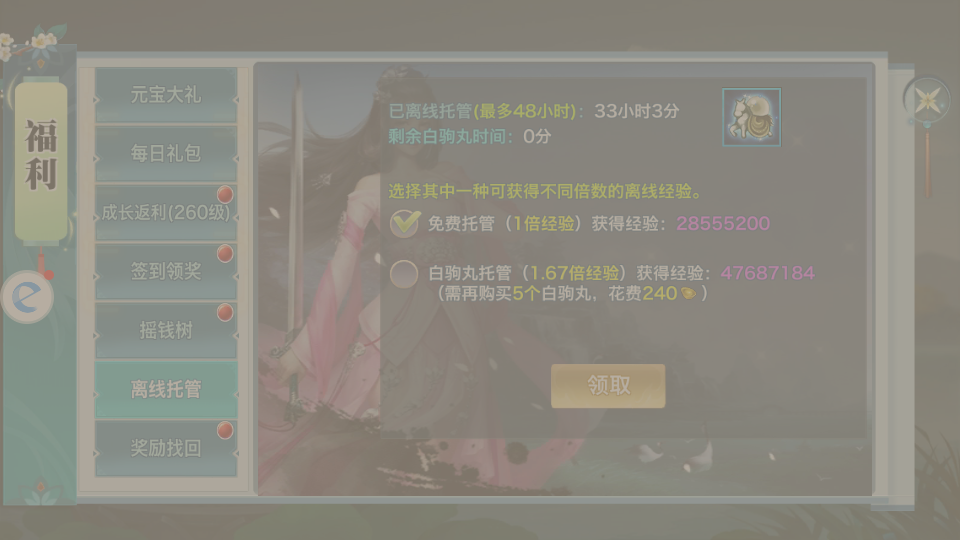 福利
元宝大礼
每日礼包
成长返利(260级)
签到领奖
摇钱树
离线托管
奖励找回
已离线托管(最多48小时)：33小时3分
剩余白驹丸时间：0分
选择其中一种可获得不同倍数的离线经验。
免费托管（1倍经验）获得经验：28555200
白驹丸托管（1.67倍经验）获得经验：47687184
（需再购买5个白驹丸，花费240）
领取